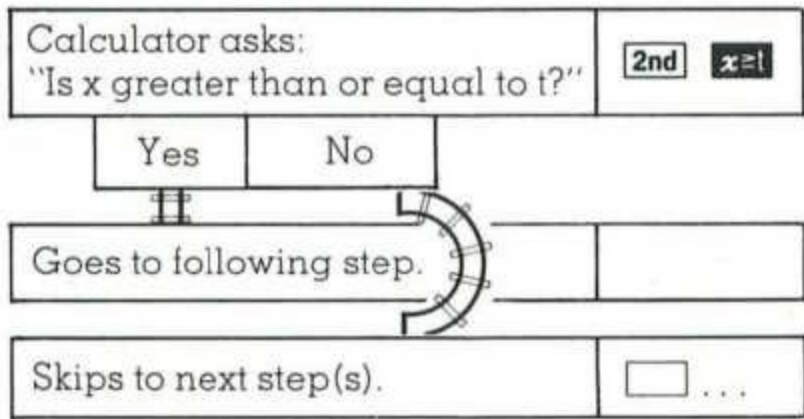 Calculator asks:
"Is x greater than or equal to t?"
2nd x≥t
Yes No
Goes to following step.
Skips to next step(s).
...